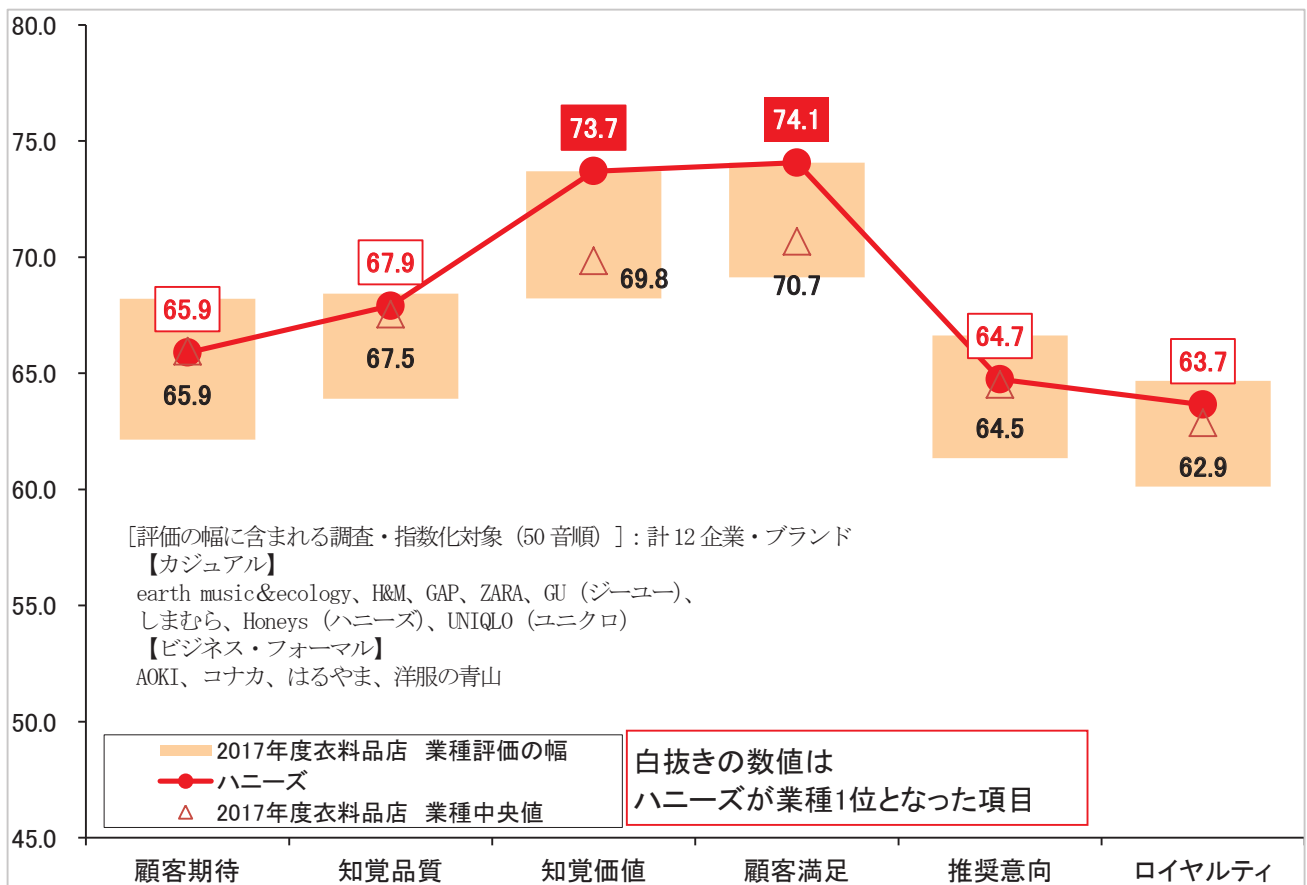 80.0
75.0
70.0
65.0
60.0
55.0
50.0
45.0
65.9
67.9
73.7
74.1
64.7
63.7
65.9
67.5
69.8
70.7
64.5
62.9
[評価の幅に含まれる調査・指数化対象（50音順）]：計12企業・ブランド
【カジュアル】
earth music&ecology、H&M、GAP、ZARA、GU（ジーユー）、
しまむら、Honeys（ハニーズ）、UNIQLO（ユニクロ）
【ビジネス・フォーマル】
AOKI、コナカ、はるやま、洋服の青山
2017年度衣料品店 業種評価の幅
ハニーズ
2017年度衣料品店 業種中央値
白抜きの数値は
ハニーズが業種1位となった項目
顧客期待 知覚品質 知覚価値 顧客満足 推奨意向 ロイヤルティ